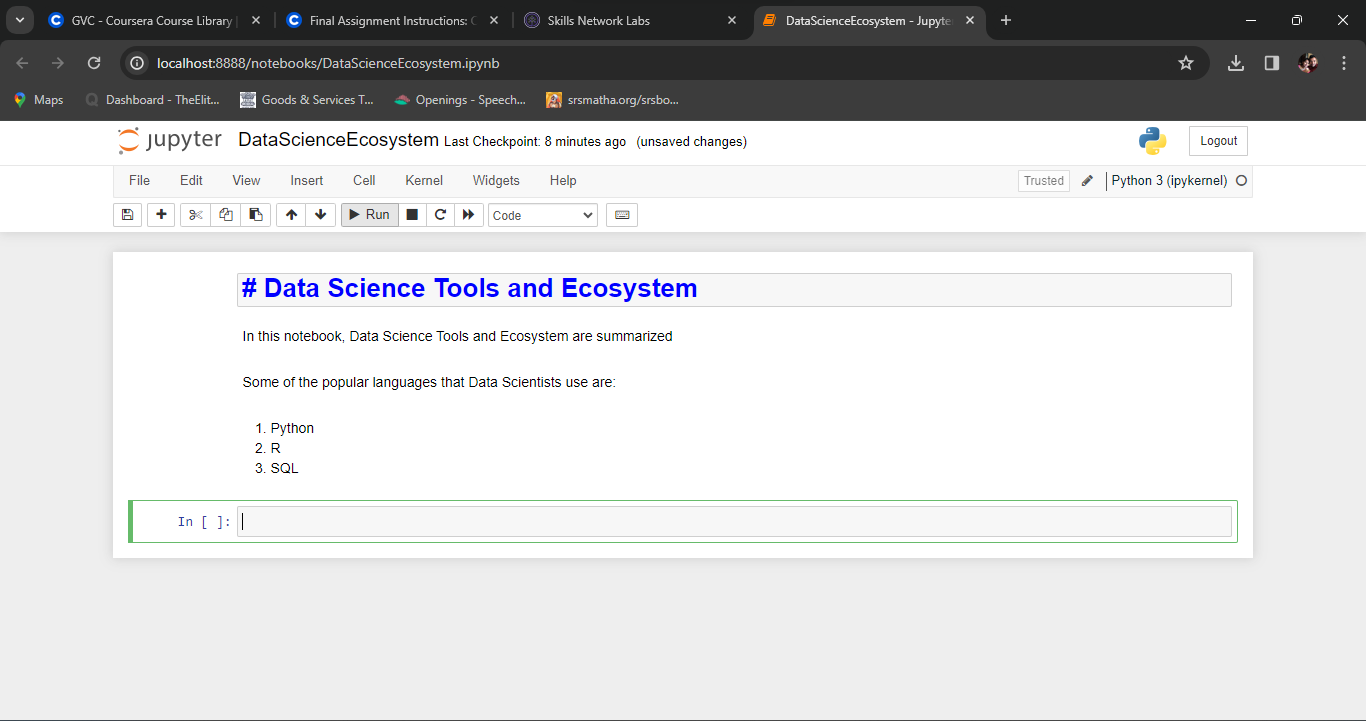 GVC - Coursera Course Library
Final Assignment Instructions:
Skills Network Labs
DataScienceEcosystem - Jupyte
localhost:8888/notebooks/DataScienceEcosystem.ipynb
Maps
Dashboard - TheElit...
Goods & Services T...
Openings - Speech...
srsmatha.org/srsbo...
jupyter
DataScienceEcosystem Last Checkpoint: 8 minutes ago (unsaved changes)
Logout
File Edit View Insert Cell Kernel Widgets Help
Trusted
Python 3 (ipykernel)
Run
Code
# Data Science Tools and Ecosystem
In this notebook, Data Science Tools and Ecosystem are summarized
Some of the popular languages that Data Scientists use are:
1. Python
2. R
3. SQL
In [ ]: